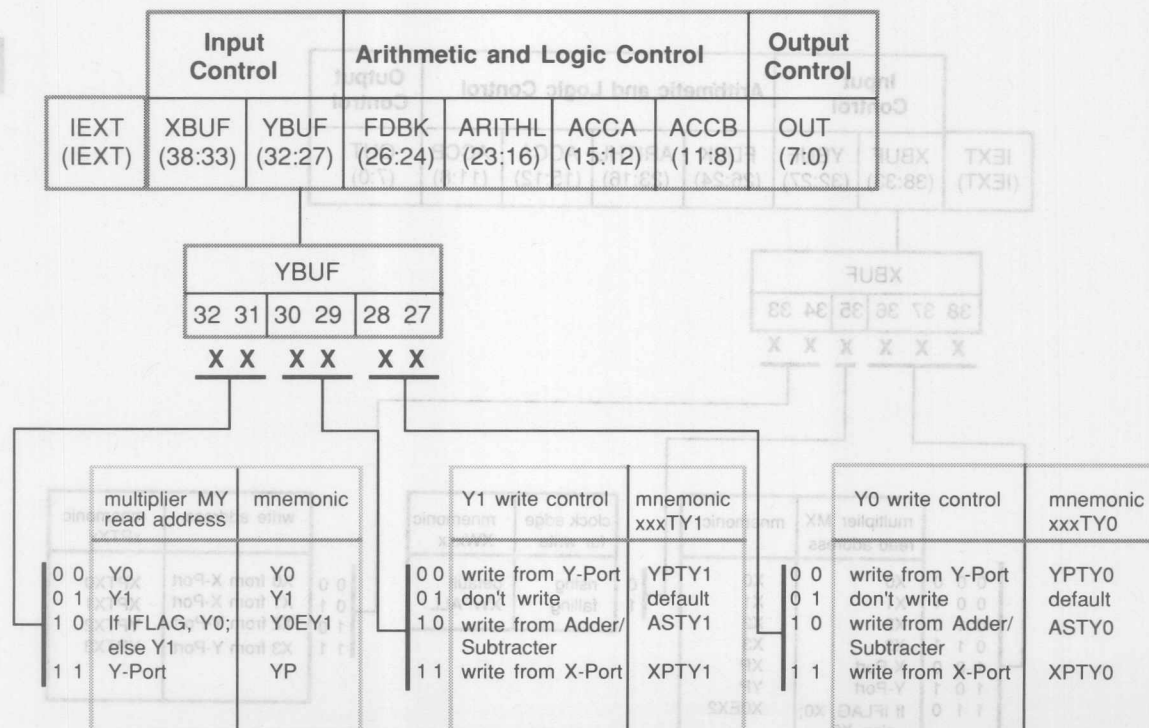 Input Control Arithmetic and Logic Control Output Control
IEXT (IEXT) XBUF (38:33) YBUF (32:27) FDBK (26:24) ARITHL (23:16) ACCA (15:12) ACCB (11:8) OUT (7:0)
YBUF
32 31 30 29 28 27
X X X X X X
multiplier MY read address mnemonic
0 0 Y0 Y0
0 1 Y1 Y1
1 0 If IFLAG, Y0; Y0EY1
else Y1
1 1 Y-Port YP
Y1 write control mnemonic xxxTY1
0 0 write from Y-Port YPTY1
0 1 don't write default
1 0 write from Adder/ ASTY1
Subtracter
1 1 write from X-Port XPTY1
Y0 write control mnemonic xxxTY0
0 0 write from Y-Port YPTY0
0 1 don't write default
1 0 write from Adder/ ASTY0
Subtracter
1 1 write from X-Port XPTY0